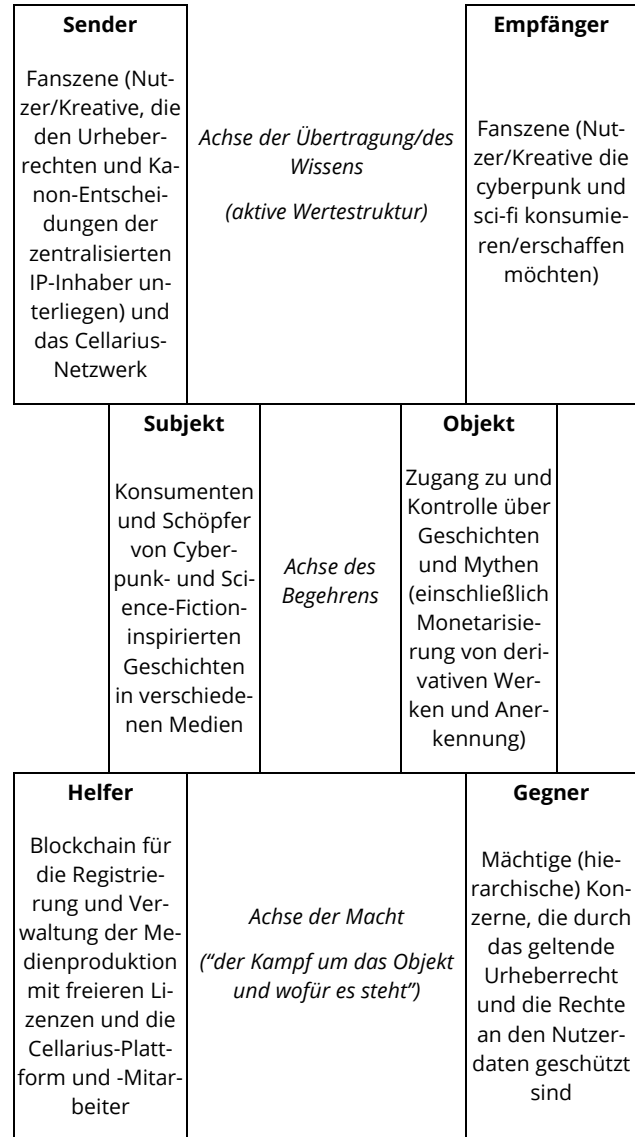 Sender
Fanszene (Nut-
zer/Kreative, die
den Urheber-
rechten und Ka-
non-Entschei-
dungen der
zentralisierten
IP-Inhaber un-
terliegen) und
das Cellarius-
Netzwerk
Achse der Übertragung/des
Wissens
(aktive Wertestruktur)
Empfänger
Fanszene (Nut-
zer/Kreative die
cyberpunk und
sci-fi konsumie-
ren/erschaffen
möchten)
Subjekt
Konsumenten
und Schöpfer
von Cyber-
punk- und Sci-
ence-Fiction-
inspirierten
Geschichten
in verschiede-
nen Medien
Achse des
Begehrens
Objekt
Zugang zu und
Kontrolle über
Geschichten
und Mythen
(einschließlich
Monetarisie-
rung von deri-
vativen Wer-
ken und Aner-
kennung)
Helfer
Blockchain für
die Registrie-
rung und Ver-
waltung der Me-
dienproduktion
mit freieren Li-
zenzen und die
Cellarius-Platt-
form und -Mitar-
beiter
Achse der Macht
(“der Kampf um das Objekt
und wofür es steht”)
Gegner
Mächtige (hie-
rarchische) Kon-
zerne, die durch
das geltende
Urheberrecht
und die Rechte
an den Nutzer-
daten geschützt
sind